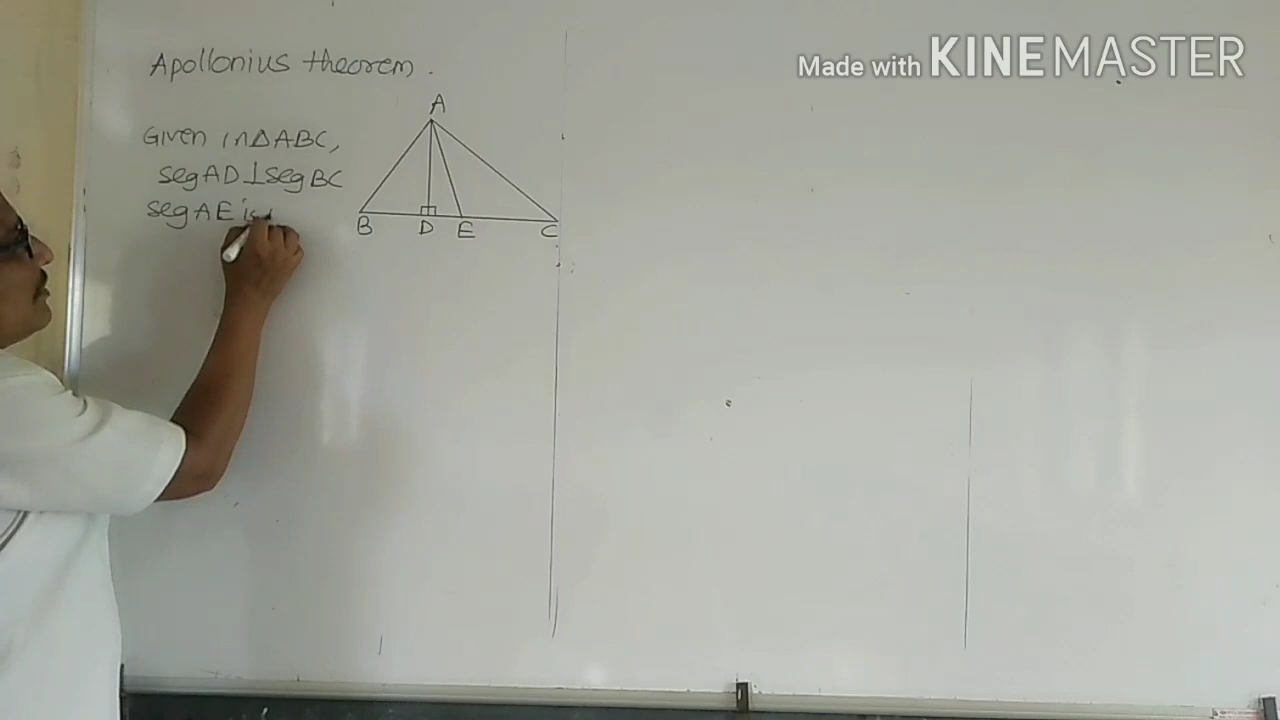 Made with KINEMASTER
Apollonius theorem.
A
Given In △ABC,
seg AD ⊥ seg BC
seg AE is
B D E C